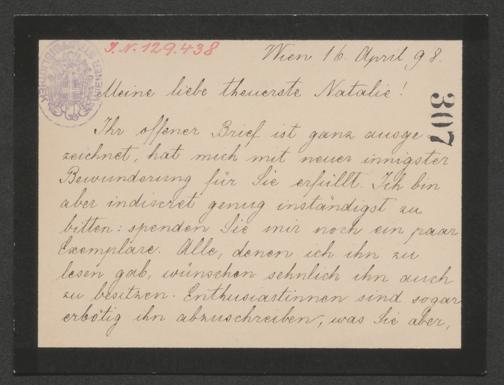 I.N. 129.438
Wien 16 April 98.
307
Meine liebe theuerste Natalie!
Ihr offener Brief ist ganz ausge
zeichnet, hat mich mit neuer innigster
Bewunderung für Sie erfüllt. Ich bin
aber indiscret genug inständigst zu
bitten: spenden Sie mir noch ein paar
Exemplare. Alle, denen ich ihn zu
lesen gab, wünschen sehnlich ihn auch
zu besitzen. Enthusiastinnen sind sogar
erbötig ihn abzuschreiben, was Sie aber,